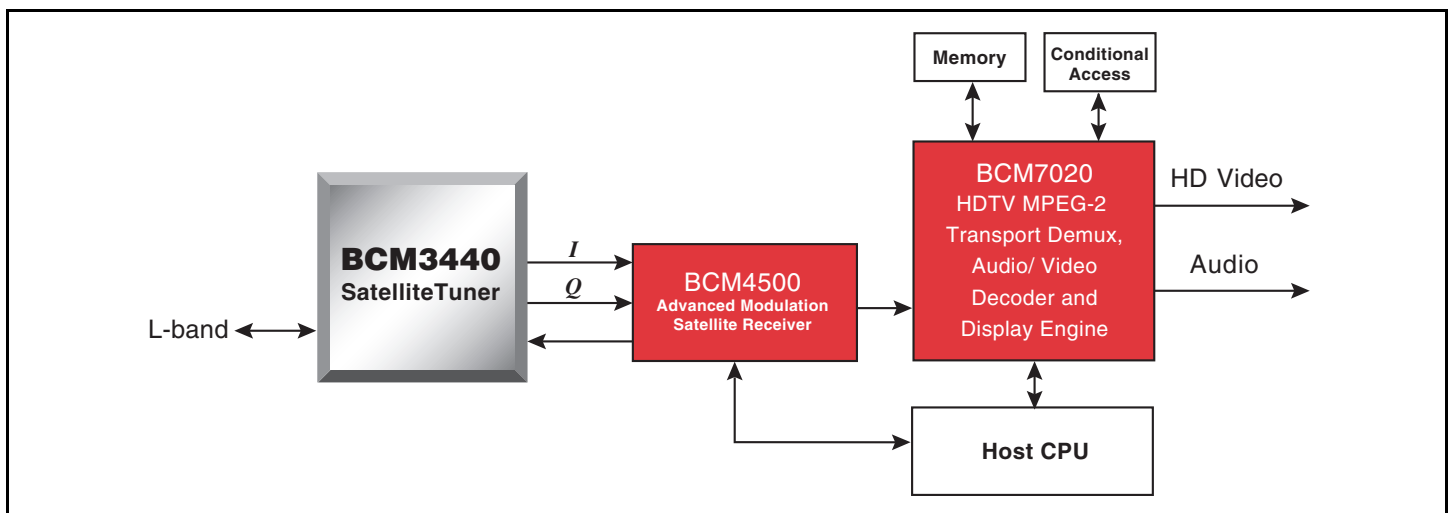 Memory
Conditional
Access
BCM7020
HDTV MPEG-2
Transport Demux,
Audio/ Video
Decoder and
Display Engine
HD Video
Audio
BCM3440
SatelliteTuner
I
Q
BCM4500
Advanced Modulation
Satellite Receiver
L-band
Host CPU